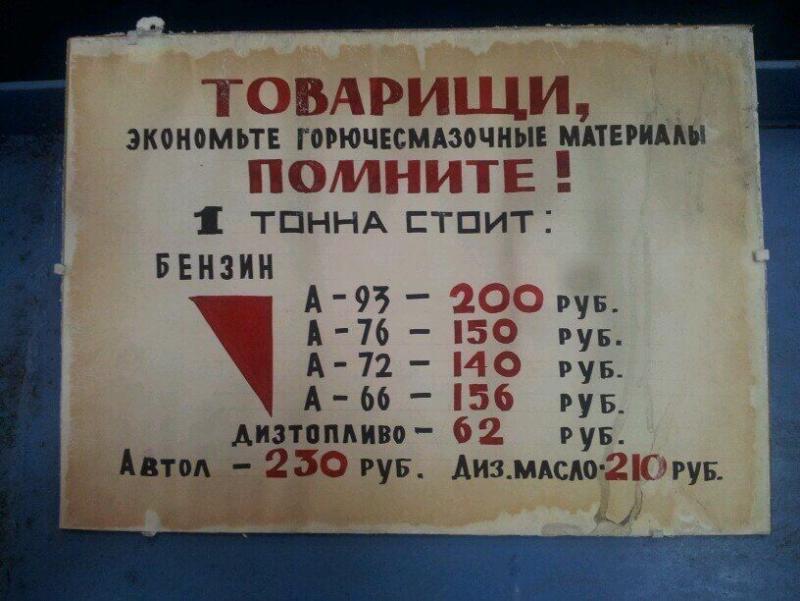 ТОВАРИЩИ,
ЭКОНОМЬТЕ ГОРЮЧЕСМАЗОЧНЫЕ МАТЕРИАЛЫ
ПОМНИТЕ!
1 ТОННА СТОИТ:
БЕНЗИН
А-93 - 200 РУБ.
А-76 - 150 РУБ.
А-72 - 140 РУБ.
А-66 - 156 РУБ.
ДИЗТОПЛИВО - 62 РУБ.
АВТОЛ - 230 РУБ. ДИЗ.МАСЛО-210 РУБ.